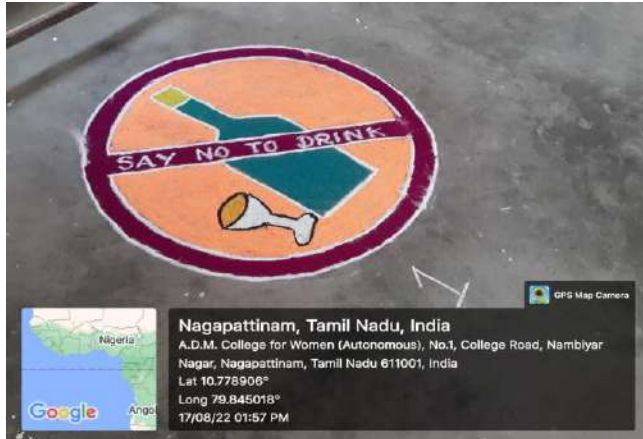 SAY NO TO DRINK
1
GPS Map Camera
Nigeria
Angol
Google
Nagapattinam, Tamil Nadu, India
A.D.M. College for Women (Autonomous), No.1, College Road, Nambiyar
Nagar, Nagapattinam, Tamil Nadu 611001, India
Lat 10.778906°
Long 79.845018°
17/08/22 01:57 PM